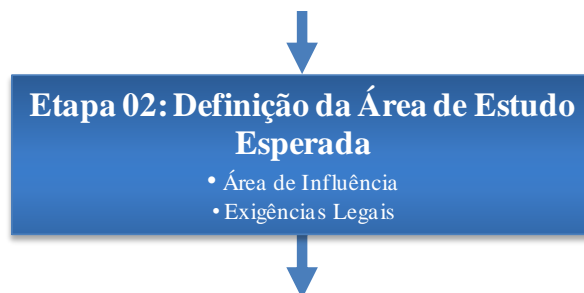 Etapa 02: Definição da Área de Estudo
Esperada
• Área de Influência
• Exigências Legais